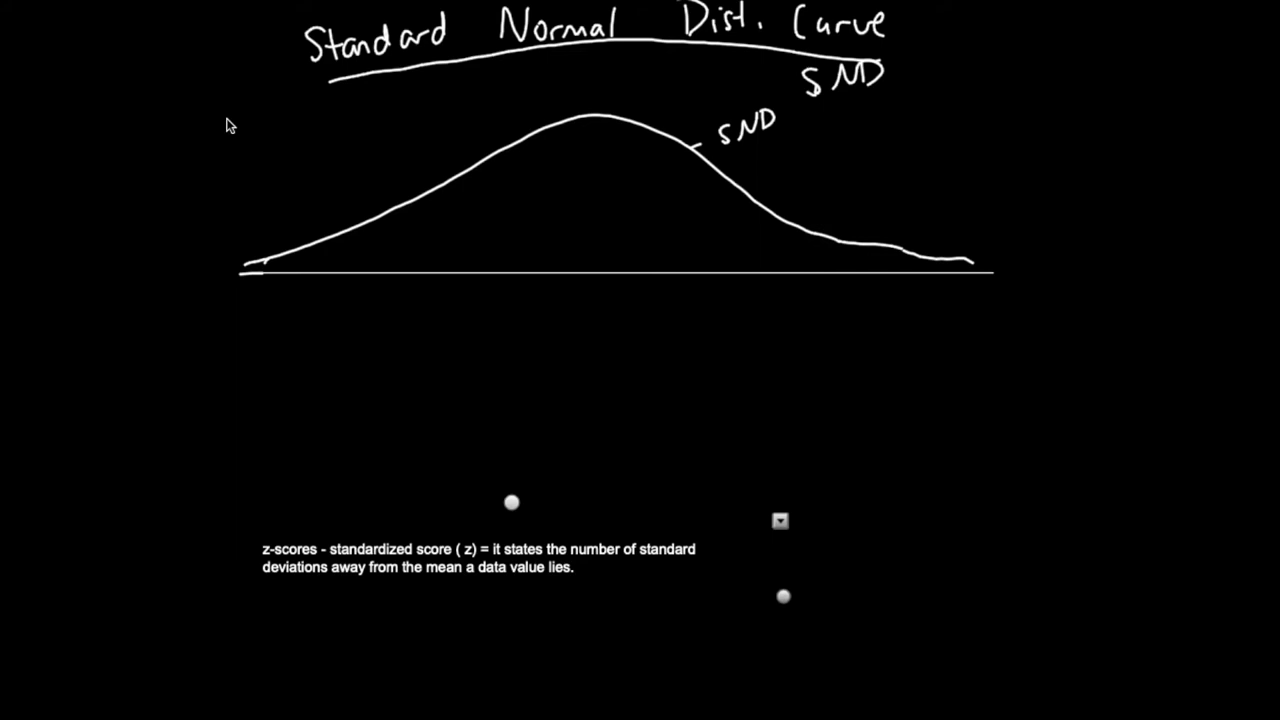 Standard Normal Dist. Curve
SND
SND
z-scores - standardized score ( z) = it states the number of standard
deviations away from the mean a data value lies.